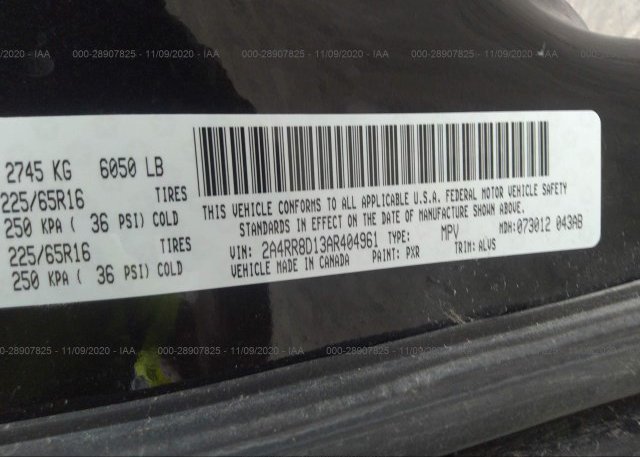 000-28907825 - 11/09/2020 - IAA
2745 KG 6050 LB
225/65R16 TIRES
250 KPA ( 36 PSI) COLD
225/65R16 TIRES
250 KPA ( 36 PSI) COLD
THIS VEHICLE CONFORMS TO ALL APPLICABLE U.S.A. FEDERAL MOTOR VEHICLE SAFETY
STANDARDS IN EFFECT ON THE DATE OF MANUFACTURE SHOWN ABOVE.
VIN: 2A4RR8D13AR404961 TYPE: MPV MDH:073012 043AB
VEHICLE MADE IN CANADA PAINT: PXR TRIM: ALVS
000-28907825 - 11/09/2020 - IAA